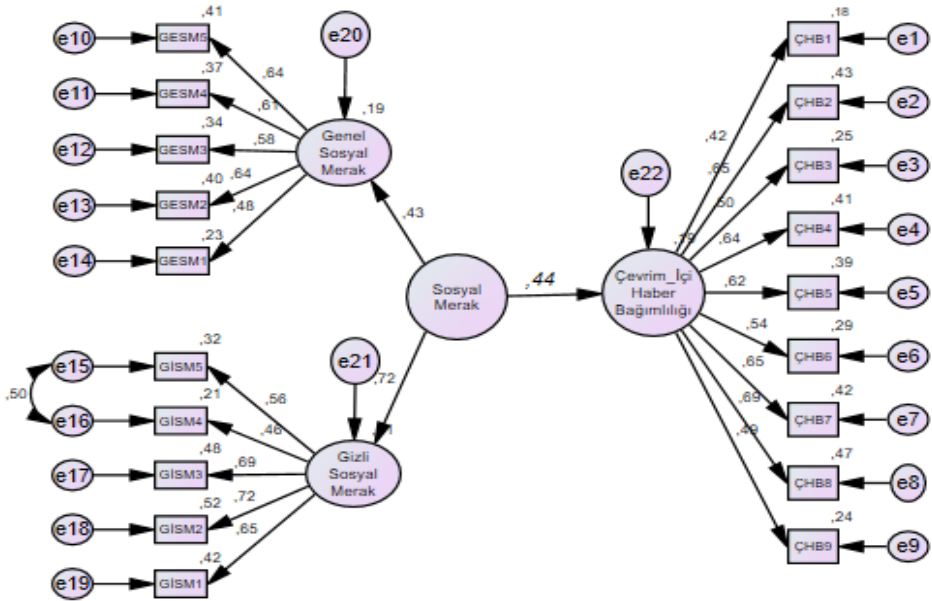 ,41
e10
GESM5
,37
e11
GESM4
,34
e12
GESM3
,40
e13
GESM2
,23
e14
GESM1
,64
,61
,58
,64
,48
e20
,19
Genel
Sosyal
Merak
,43
Sosyal
Merak
,44
,72
e21
Gizli
Sosyal
Merak
,32
e15
GİSM5
,50
,21
e16
GİSM4
,48
e17
GİSM3
,52
e18
GİSM2
,42
e19
GİSM1
,56
,46
,69
,72
,65
e22
,19
Çevrim_İçi
Haber
Bağımlılığı
,42
,65
,50
,64
,62
,54
,65
,69
,49
,18
ÇHB1
e1
,43
ÇHB2
e2
,25
ÇHB3
e3
,41
ÇHB4
e4
,39
ÇHB5
e5
,29
ÇHB6
e6
,42
ÇHB7
e7
,47
ÇHB8
e8
,24
ÇHB9
e9